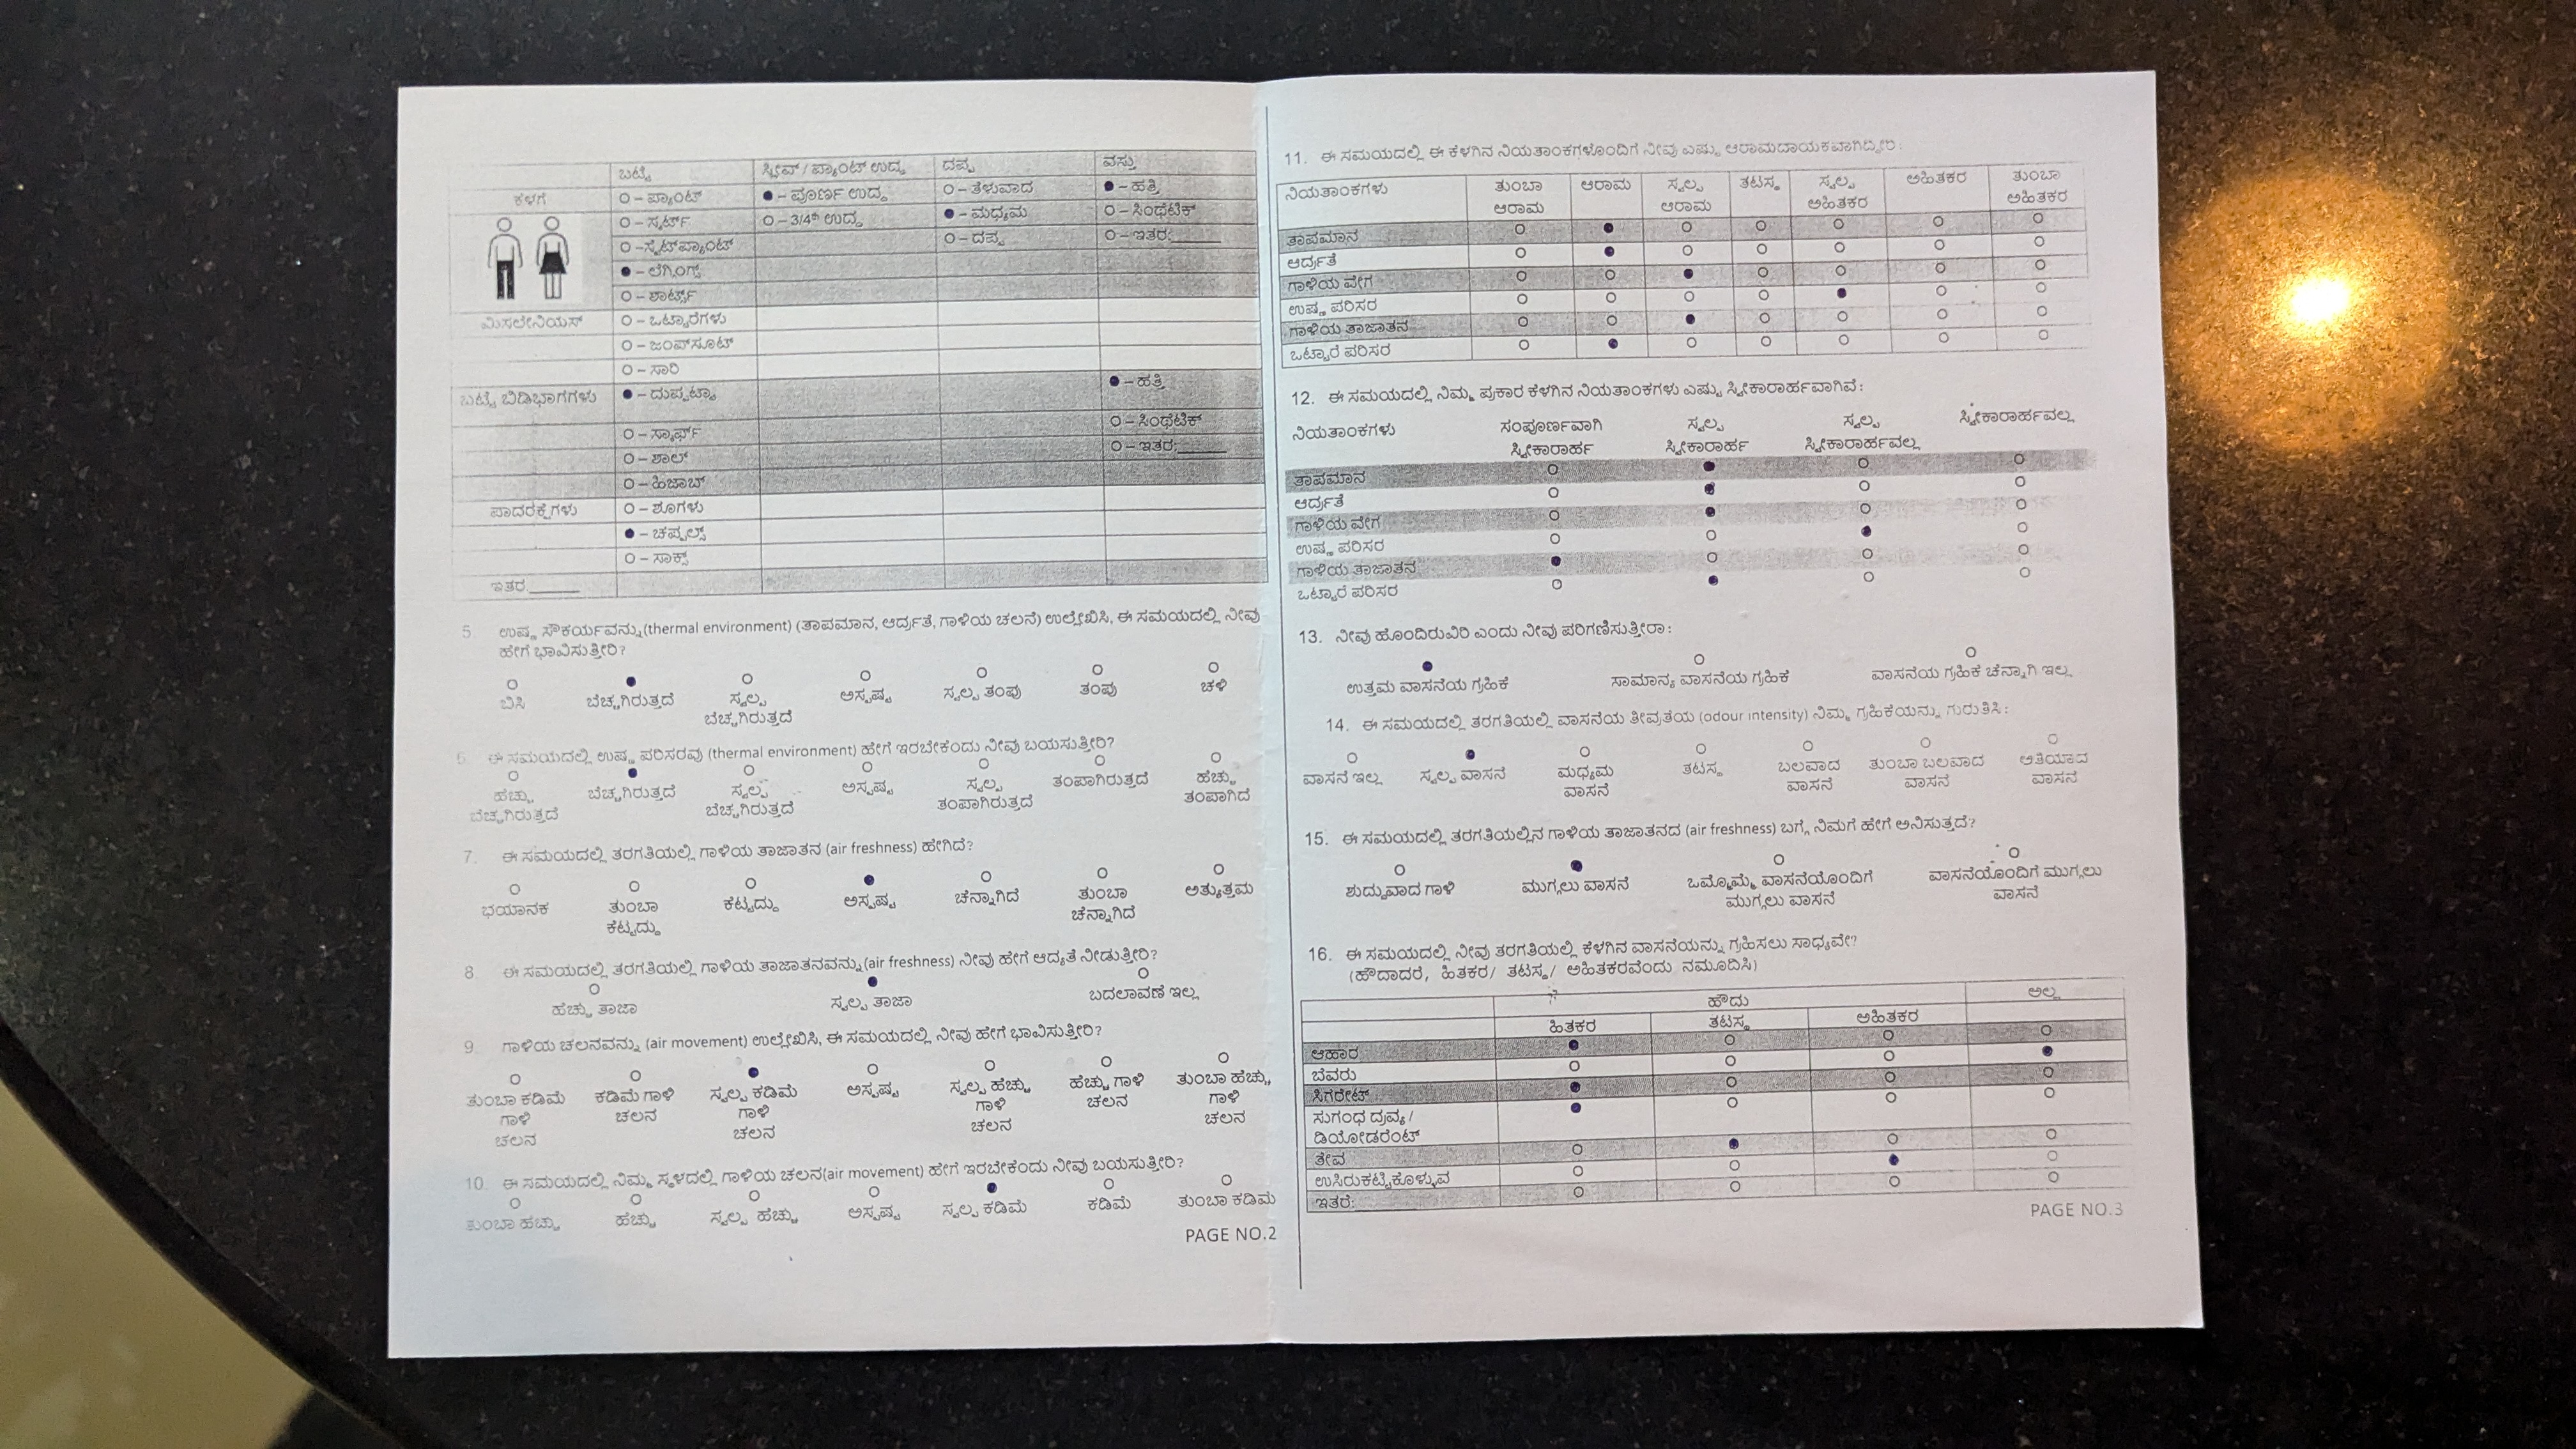 ಬಟ್ಟೆ ಸ್ಲೀವ್ / ಪ್ಯಾಂಟ್ ಉದ್ದ ದಪ್ಪ ವಸ್ತು
ಕೆಳಗೆ ○ – ಪ್ಯಾಂಟ್ ● – ಪೂರ್ಣ ಉದ್ದ ○ – ತೆಳುವಾದ ● – ಹತ್ತಿ
○ – ಸ್ಕರ್ಟ್ ○ – 3/4th ಉದ್ದ ● – ಮಧ್ಯಮ ○ – ಸಿಂಥೆಟಿಕ್
○ –ಸ್ವೆಟ್‌ಪ್ಯಾಂಟ್ ○ – ದಪ್ಪ ○ – ಇತರ:______
● – ಲೆಗ್ಗಿಂಗ್ಸ್
○ – ಶಾರ್ಟ್ಸ್
ಮಿಸಲೇನಿಯಸ್ ○ – ಒಟ್ಟಾರೆಗಳು
○ – ಜಂಪ್‌ಸೂಟ್
○ – ಸಾರಿ
ಬಟ್ಟೆ ಬಿಡಿಭಾಗಗಳು ● – ದುಪ್ಪಟ್ಟಾ ● – ಹತ್ತಿ
○ – ಸ್ಕಾರ್ಫ್ ○ – ಸಿಂಥೆಟಿಕ್
○ – ಶಾಲ್ ○ – ಇತರ:______
○ – ಹಿಜಾಬ್
ಪಾದರಕ್ಷೆಗಳು ○ – ಶೂಗಳು
● – ಚಪ್ಪಲ್ಸ್
○ – ಸಾಕ್ಸ್
ಇತರ:______
5. ಉಷ್ಣ ಸೌಕರ್ಯವನ್ನು(thermal environment) (ತಾಪಮಾನ, ಆರ್ದ್ರತೆ, ಗಾಳಿಯ ಚಲನೆ) ಉಲ್ಲೇಖಿಸಿ, ಈ ಸಮಯದಲ್ಲಿ ನೀವು
ಹೇಗೆ ಭಾವಿಸುತ್ತೀರಿ?
○ ● ○ ○ ○ ○ ○
ಬಿಸಿ ಬೆಚ್ಚಗಿರುತ್ತದೆ ಸ್ವಲ್ಪ ಅಸ್ಪಷ್ಟ ಸ್ವಲ್ಪ ತಂಪು ತಂಪು ಚಳಿ
ಬೆಚ್ಚಗಿರುತ್ತದೆ
6. ಈ ಸಮಯದಲ್ಲಿ ಉಷ್ಣ ಪರಿಸರವು (thermal environment) ಹೇಗೆ ಇರಬೇಕೆಂದು ನೀವು ಬಯಸುತ್ತೀರಿ?
○ ● ○ ○ ○ ○ ○
ಹೆಚ್ಚು ಬೆಚ್ಚಗಿರುತ್ತದೆ ಸ್ವಲ್ಪ ಅಸ್ಪಷ್ಟ ಸ್ವಲ್ಪ ತಂಪಾಗಿರುತ್ತದೆ ಹೆಚ್ಚು
ಬೆಚ್ಚಗಿರುತ್ತದೆ ಬೆಚ್ಚಗಿರುತ್ತದೆ ತಂಪಾಗಿರುತ್ತದೆ ತಂಪಾಗಿದೆ
7. ಈ ಸಮಯದಲ್ಲಿ ತರಗತಿಯಲ್ಲಿ ಗಾಳಿಯ ತಾಜಾತನ (air freshness) ಹೇಗಿದೆ?
○ ○ ○ ● ○ ○ ○
ಭಯಾನಕ ತುಂಬಾ ಕೆಟ್ಟದ್ದು ಅಸ್ಪಷ್ಟ ಚೆನ್ನಾಗಿದೆ ತುಂಬಾ ಅತ್ಯುತ್ತಮ
ಕೆಟ್ಟದ್ದು ಚೆನ್ನಾಗಿದೆ
8. ಈ ಸಮಯದಲ್ಲಿ ತರಗತಿಯಲ್ಲಿ ಗಾಳಿಯ ತಾಜಾತನವನ್ನು(air freshness) ನೀವು ಹೇಗೆ ಆದ್ಯತೆ ನೀಡುತ್ತೀರಿ?
○ ● ○
ಹೆಚ್ಚು ತಾಜಾ ಸ್ವಲ್ಪ ತಾಜಾ ಬದಲಾವಣೆ ಇಲ್ಲ
9. ಗಾಳಿಯ ಚಲನವನ್ನು (air movement) ಉಲ್ಲೇಖಿಸಿ, ಈ ಸಮಯದಲ್ಲಿ ನೀವು ಹೇಗೆ ಭಾವಿಸುತ್ತೀರಿ?
○ ○ ● ○ ○ ○ ○
ತುಂಬಾ ಕಡಿಮೆ ಕಡಿಮೆ ಗಾಳಿ ಸ್ವಲ್ಪ ಕಡಿಮೆ ಅಸ್ಪಷ್ಟ ಸ್ವಲ್ಪ ಹೆಚ್ಚು ಹೆಚ್ಚು ಗಾಳಿ ತುಂಬಾ ಹೆಚ್ಚು
ಗಾಳಿ ಚಲನ ಗಾಳಿ ಗಾಳಿ ಚಲನ ಗಾಳಿ
ಚಲನ ಚಲನ ಚಲನ ಚಲನ
10. ಈ ಸಮಯದಲ್ಲಿ ನಿಮ್ಮ ಸ್ಥಳದಲ್ಲಿ ಗಾಳಿಯ ಚಲನ(air movement) ಹೇಗೆ ಇರಬೇಕೆಂದು ನೀವು ಬಯಸುತ್ತೀರಿ?
○ ○ ○ ○ ● ○ ○
ತುಂಬಾ ಹೆಚ್ಚು ಹೆಚ್ಚು ಸ್ವಲ್ಪ ಹೆಚ್ಚು ಅಸ್ಪಷ್ಟ ಸ್ವಲ್ಪ ಕಡಿಮೆ ಕಡಿಮೆ ತುಂಬಾ ಕಡಿಮೆ
PAGE NO.2
11. ಈ ಸಮಯದಲ್ಲಿ ಈ ಕೆಳಗಿನ ನಿಯತಾಂಕಗಳೊಂದಿಗೆ ನೀವು ಎಷ್ಟು ಆರಾಮದಾಯಕವಾಗಿದ್ದೀರಿ:
ನಿಯತಾಂಕಗಳು ತುಂಬಾ ಆರಾಮ ಸ್ವಲ್ಪ ತಟಸ್ಥ ಸ್ವಲ್ಪ ಅಹಿತಕರ ತುಂಬಾ
ಆರಾಮ ಆರಾಮ ಅಹಿತಕರ ಅಹಿತಕರ
ತಾಪಮಾನ ○ ● ○ ○ ○ ○ ○
ಆರ್ದ್ರತೆ ○ ● ○ ○ ○ ○ ○
ಗಾಳಿಯ ವೇಗ ○ ○ ● ○ ○ ○ ○
ಉಷ್ಣ ಪರಿಸರ ○ ○ ○ ○ ● ○ ○
ಗಾಳಿಯ ತಾಜಾತನ ○ ○ ● ○ ○ ○ ○
ಒಟ್ಟಾರೆ ಪರಿಸರ ○ ● ○ ○ ○ ○ ○
12. ಈ ಸಮಯದಲ್ಲಿ ನಿಮ್ಮ ಪ್ರಕಾರ ಕೆಳಗಿನ ನಿಯತಾಂಕಗಳು ಎಷ್ಟು ಸ್ವೀಕಾರಾರ್ಹವಾಗಿವೆ:
ನಿಯತಾಂಕಗಳು ಸಂಪೂರ್ಣವಾಗಿ ಸ್ವಲ್ಪ ಸ್ವಲ್ಪ ಸ್ವೀಕಾರಾರ್ಹವಲ್ಲ
ಸ್ವೀಕಾರಾರ್ಹ ಸ್ವೀಕಾರಾರ್ಹ ಸ್ವೀಕಾರಾರ್ಹವಲ್ಲ
ತಾಪಮಾನ ○ ● ○ ○
ಆರ್ದ್ರತೆ ○ ● ○ ○
ಗಾಳಿಯ ವೇಗ ○ ● ○ ○
ಉಷ್ಣ ಪರಿಸರ ○ ○ ● ○
ಗಾಳಿಯ ತಾಜಾತನ ● ○ ○ ○
ಒಟ್ಟಾರೆ ಪರಿಸರ ○ ● ○ ○
13. ನೀವು ಹೊಂದಿರುವಿರಿ ಎಂದು ನೀವು ಪರಿಗಣಿಸುತ್ತೀರಾ:
● ○ ○
ಉತ್ತಮ ವಾಸನೆಯ ಗ್ರಹಿಕೆ ಸಾಮಾನ್ಯ ವಾಸನೆಯ ಗ್ರಹಿಕೆ ವಾಸನೆಯ ಗ್ರಹಿಕೆ ಚೆನ್ನಾಗಿ ಇಲ್ಲ
14. ಈ ಸಮಯದಲ್ಲಿ ತರಗತಿಯಲ್ಲಿ ವಾಸನೆಯ ತೀವ್ರತೆಯ (odour intensity) ನಿಮ್ಮ ಗ್ರಹಿಕೆಯನ್ನು ಗುರುತಿಸಿ:
○ ● ○ ○ ○ ○ ○
ವಾಸನೆ ಇಲ್ಲ ಸ್ವಲ್ಪ ವಾಸನೆ ಮಧ್ಯಮ ತಟಸ್ಥ ಬಲವಾದ ತುಂಬಾ ಬಲವಾದ ಅತಿಯಾದ
ವಾಸನೆ ವಾಸನೆ ವಾಸನೆ ವಾಸನೆ
15. ಈ ಸಮಯದಲ್ಲಿ ತರಗತಿಯಲ್ಲಿನ ಗಾಳಿಯ ತಾಜಾತನದ (air freshness) ಬಗ್ಗೆ ನಿಮಗೆ ಹೇಗೆ ಅನಿಸುತ್ತದೆ?
○ ● ○ ○
ಶುದ್ಧವಾದ ಗಾಳಿ ಮುಗ್ಗಲು ವಾಸನೆ ಒಮ್ಮೊಮ್ಮೆ ವಾಸನೆಯೊಂದಿಗೆ ವಾಸನೆಯೊಂದಿಗೆ ಮುಗ್ಗಲು
ಮುಗ್ಗಲು ವಾಸನೆ ವಾಸನೆ
16. ಈ ಸಮಯದಲ್ಲಿ ನೀವು ತರಗತಿಯಲ್ಲಿ ಕೆಳಗಿನ ವಾಸನೆಯನ್ನು ಗ್ರಹಿಸಲು ಸಾಧ್ಯವೇ?
(ಹೌದಾದರೆ, ಹಿತಕರ/ ತಟಸ್ಥ/ ಅಹಿತಕರವೆಂದು ನಮೂದಿಸಿ)
ಹೌದು ಅಲ್ಲ
ಹಿತಕರ ತಟಸ್ಥ ಅಹಿತಕರ
ಆಹಾರ ● ○ ○ ○
ಬೆವರು ○ ○ ○ ●
ಸಿಗರೇಟ್ ● ○ ○ ○
ಸುಗಂಧ ದ್ರವ್ಯ / ● ○ ○ ○
ಡಿಯೋಡರೆಂಟ್
ತೇವ ○ ● ○ ○
ಉಸಿರುಕಟ್ಟಿಕೊಳ್ಳುವ ○ ○ ● ○
ಇತರೆ: ○ ○ ○ ○
PAGE NO.3